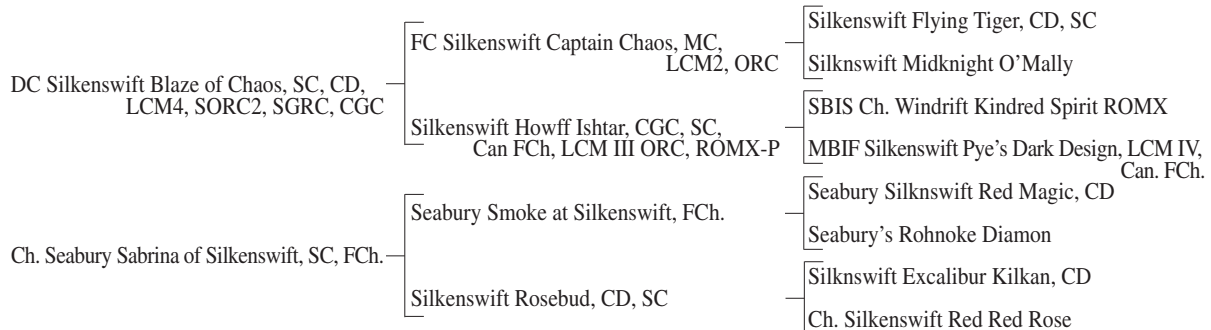 Silkenswift Flying Tiger, CD, SC
FC Silkenswift Captain Chaos, MC,
LCM2, ORC
Silknswift Midknight O’Mally
DC Silkenswift Blaze of Chaos, SC, CD,
LCM4, SORC2, SGRC, CGC
SBIS Ch. Windrift Kindred Spirit ROMX
Silkenswift Howff Ishtar, CGC, SC,
Can FCh, LCM III ORC, ROMX-P
MBIF Silkenswift Pye’s Dark Design, LCM IV,
Can. FCh.
Seabury Silknswift Red Magic, CD
Seabury Smoke at Silkenswift, FCh.
Seabury’s Rohnoke Diamon
Ch. Seabury Sabrina of Silkenswift, SC, FCh.
Silknswift Excalibur Kilkan, CD
Silkenswift Rosebud, CD, SC
Ch. Silkenswift Red Red Rose